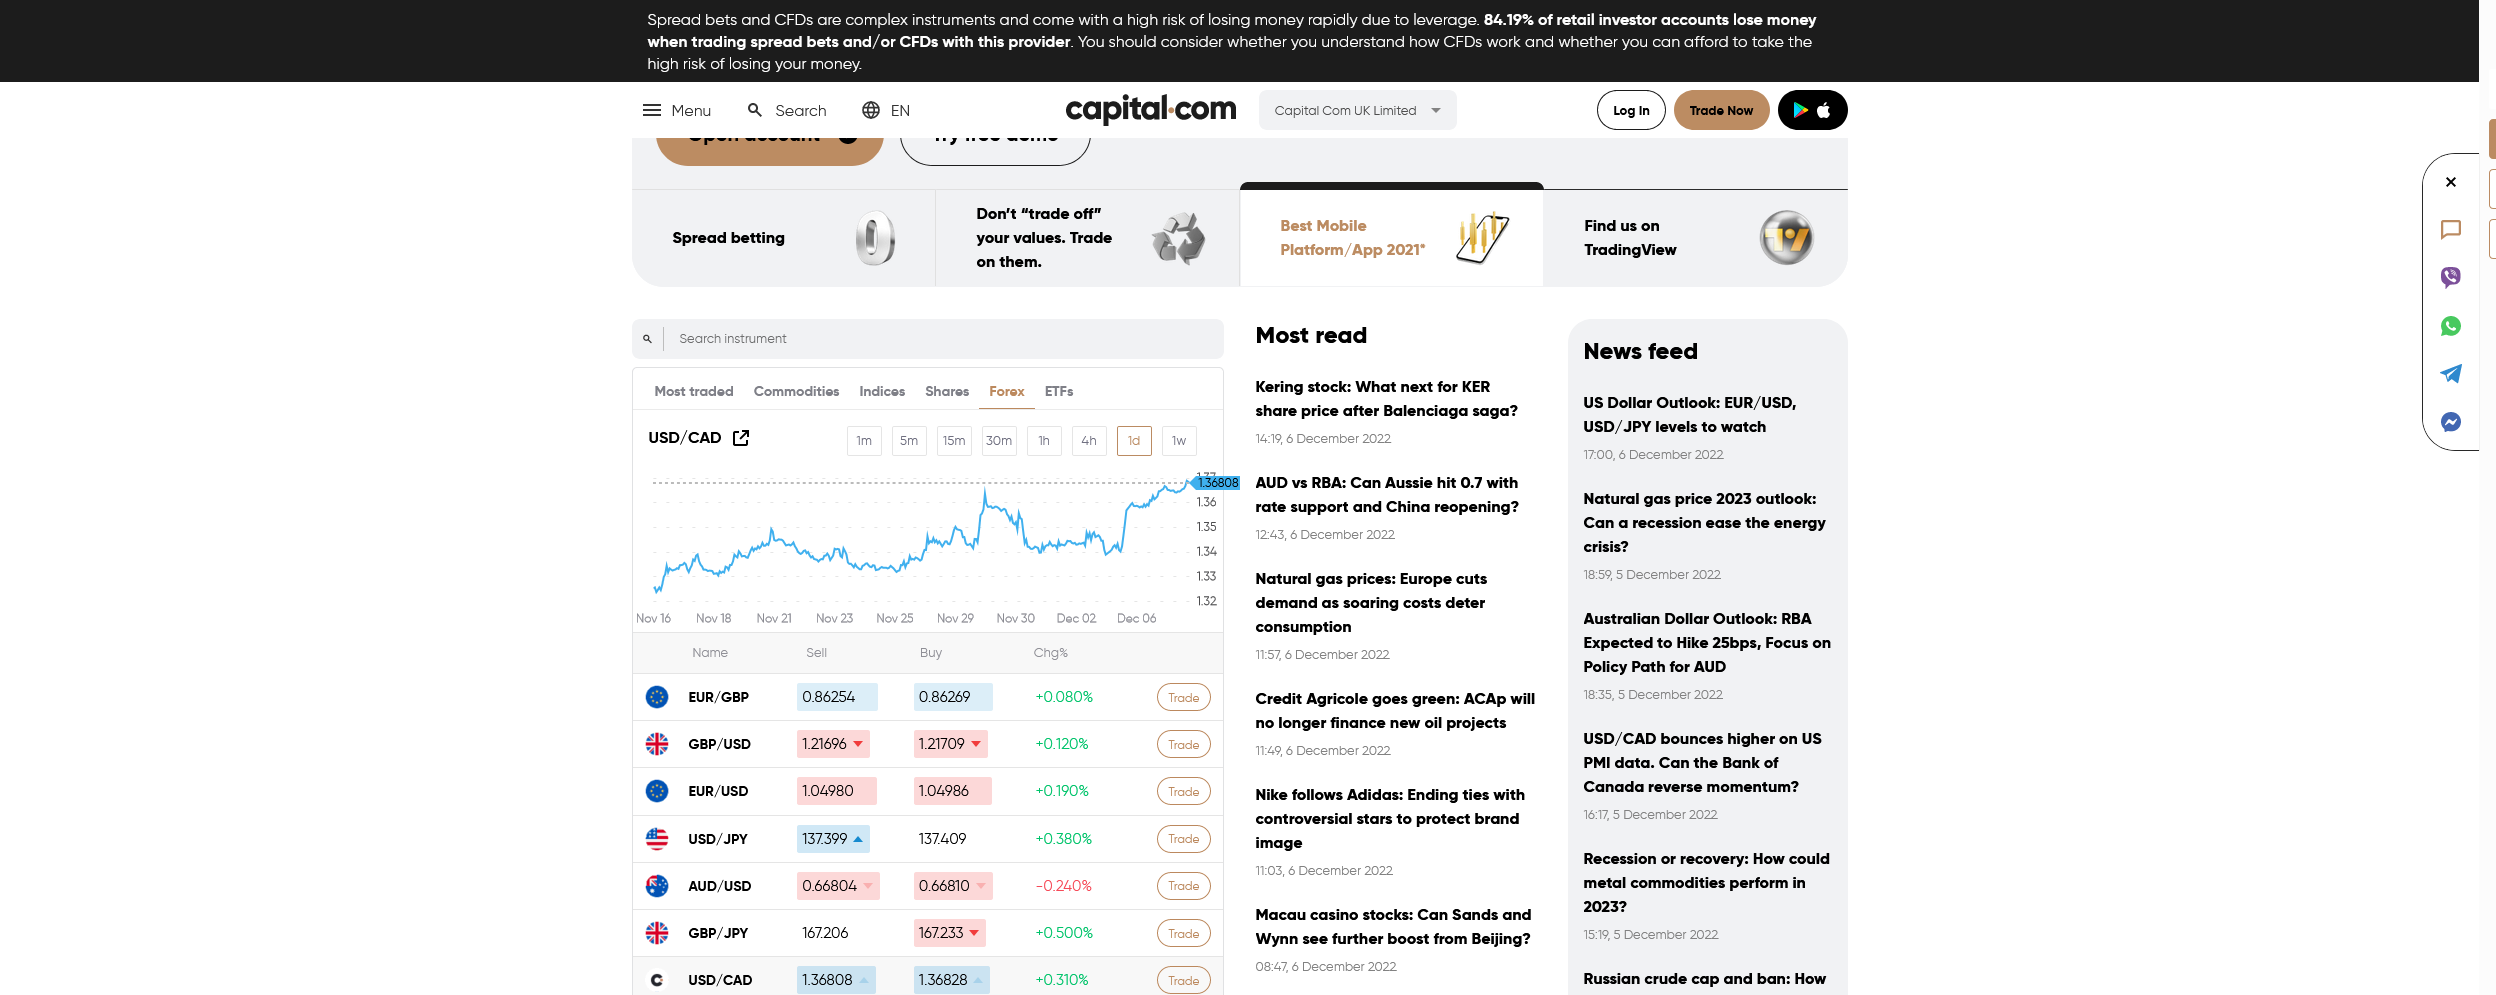 Spread bets and CFDs are complex instruments and come with a high risk of losing money rapidly due to leverage. 84.19% of retail investor accounts lose money
when trading spread bets and/or CFDs with this provider. You should consider whether you understand how CFDs work and whether you can afford to take the
high risk of losing your money.
Menu
Search
EN
capital.com
Capital Com UK Limited
Log In
Trade Now
Open account
Try free demo
Spread betting
0
Don't “trade off”
your values. Trade
on them.
Best Mobile
Platform/App 2021*
Find us on
TradingView
Search instrument
Most traded Commodities Indices Shares Forex ETFs
USD/CAD
1m 5m 15m 30m 1h 4h 1d 1w
1.37
1.36808
1.36
1.35
1.34
1.33
1.32
Nov 16 Nov 18 Nov 21 Nov 23 Nov 25 Nov 29 Nov 30 Dec 02 Dec 06
Name Sell Buy Chg%
EUR/GBP 0.86254 0.86269 +0.080% Trade
GBP/USD 1.21696 1.21709 +0.120% Trade
EUR/USD 1.04980 1.04986 +0.190% Trade
USD/JPY 137.399 137.409 +0.380% Trade
AUD/USD 0.66804 0.66810 -0.240% Trade
GBP/JPY 167.206 167.233 +0.500% Trade
USD/CAD 1.36808 1.36828 +0.310% Trade
Most read
Kering stock: What next for KER
share price after Balenciaga saga?
14:19, 6 December 2022
AUD vs RBA: Can Aussie hit 0.7 with
rate support and China reopening?
12:43, 6 December 2022
Natural gas prices: Europe cuts
demand as soaring costs deter
consumption
11:57, 6 December 2022
Credit Agricole goes green: ACAp will
no longer finance new oil projects
11:49, 6 December 2022
Nike follows Adidas: Ending ties with
controversial stars to protect brand
image
11:03, 6 December 2022
Macau casino stocks: Can Sands and
Wynn see further boost from Beijing?
08:47, 6 December 2022
News feed
US Dollar Outlook: EUR/USD,
USD/JPY levels to watch
17:00, 6 December 2022
Natural gas price 2023 outlook:
Can a recession ease the energy
crisis?
18:59, 5 December 2022
Australian Dollar Outlook: RBA
Expected to Hike 25bps, Focus on
Policy Path for AUD
18:35, 5 December 2022
USD/CAD bounces higher on US
PMI data. Can the Bank of
Canada reverse momentum?
16:17, 5 December 2022
Recession or recovery: How could
metal commodities perform in
2023?
15:19, 5 December 2022
Russian crude cap and ban: How